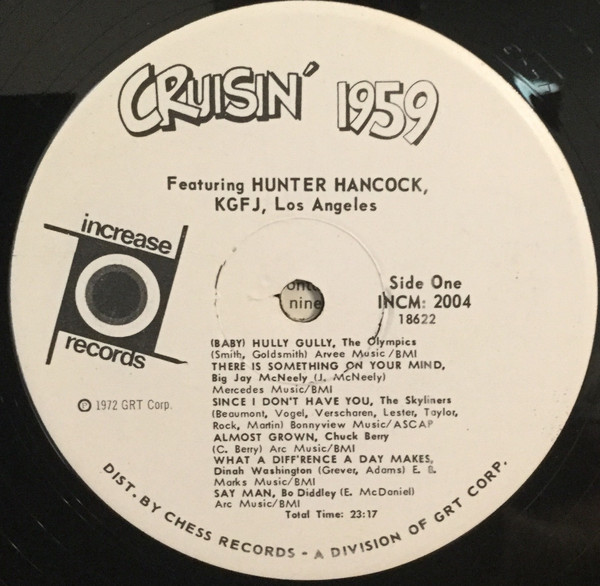 CRUISIN' 1959
Featuring HUNTER HANCOCK,
KGFJ, Los Angeles
increase
records
Side One
INCM: 2004
18622
nine
(BABY) HULLY GULLY, The Olympics
(Smith, Goldsmith) Arvee Music/BMI
THERE IS SOMETHING ON YOUR MIND,
Big Jay McNeely (J. McNeely)
Mercedes Music/BMI
SINCE I DON'T HAVE YOU, The Skyliners
(Beaumont, Vogel, Verscharen, Lester, Taylor,
Rock, Martin) Bonnyview Music/ASCAP
ALMOST GROWN, Chuck Berry
(C. Berry) Arc Music/BMI
WHAT A DIFF'RENCE A DAY MAKES,
Dinah Washington (Grever, Adams) E. B.
Marks Music/BMI
SAY MAN, Bo Diddley (E. McDaniel)
Arc Music/BMI
Total Time: 23:17
℗ 1972 GRT Corp.
DIST. BY CHESS RECORDS - A DIVISION OF GRT CORP.